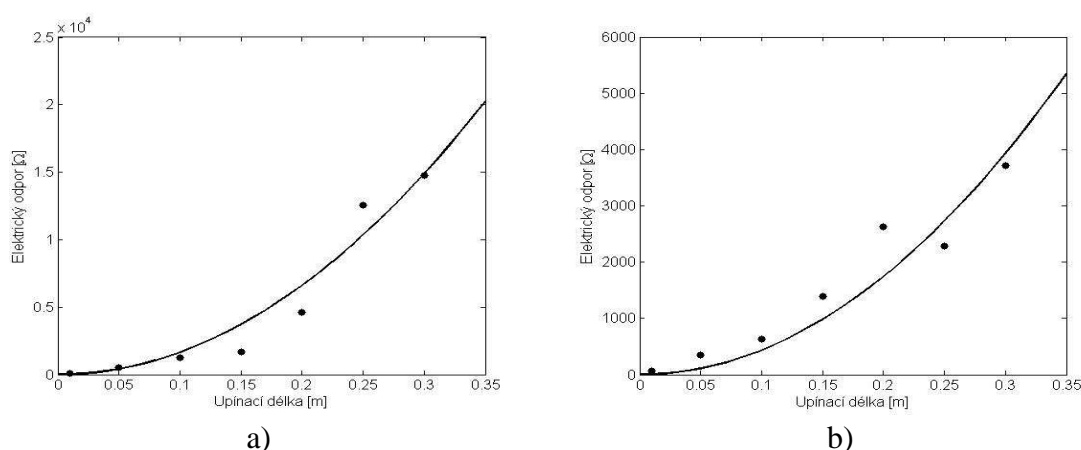 × 10⁴
2.5
2
1.5
1
0.5
0
Elektrický odpor [Ω]
0 0.05 0.1 0.15 0.2 0.25 0.3 0.35
Upínací délka [m]
a)
6000
5000
4000
3000
2000
1000
0
Elektrický odpor [Ω]
0 0.05 0.1 0.15 0.2 0.25 0.3 0.35
Upínací délka [m]
b)